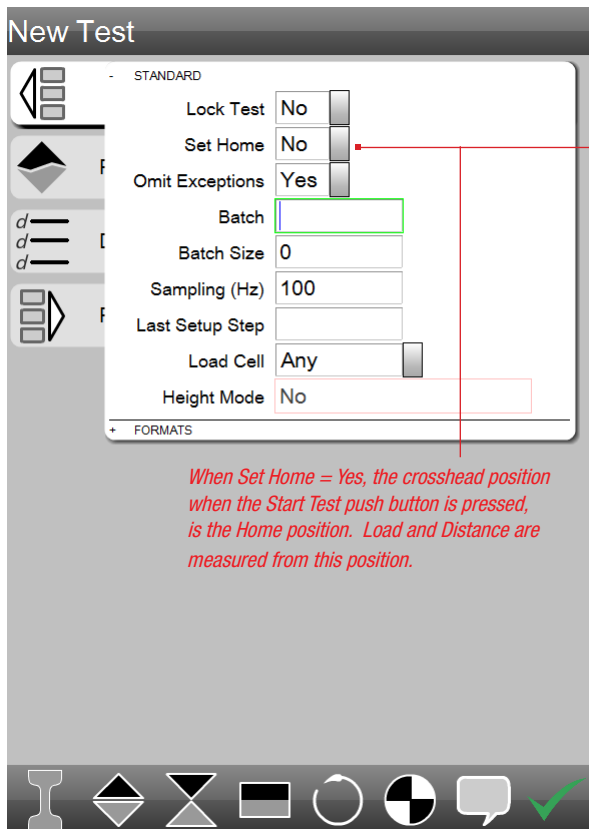 New Test
- STANDARD
Lock Test No
Set Home No
Omit Exceptions Yes
Batch
Batch Size 0
Sampling (Hz) 100
Last Setup Step
Load Cell Any
Height Mode No
+ FORMATS
d
d
d
When Set Home = Yes, the crosshead position
when the Start Test push button is pressed,
is the Home position. Load and Distance are
measured from this position.